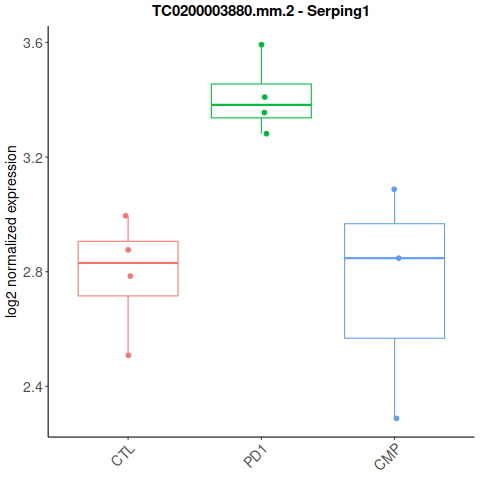 TC0200003880.mm.2 - Serping1
log2 normalized expression
3.6
3.2
2.8
2.4
CTL
PD1
CMP